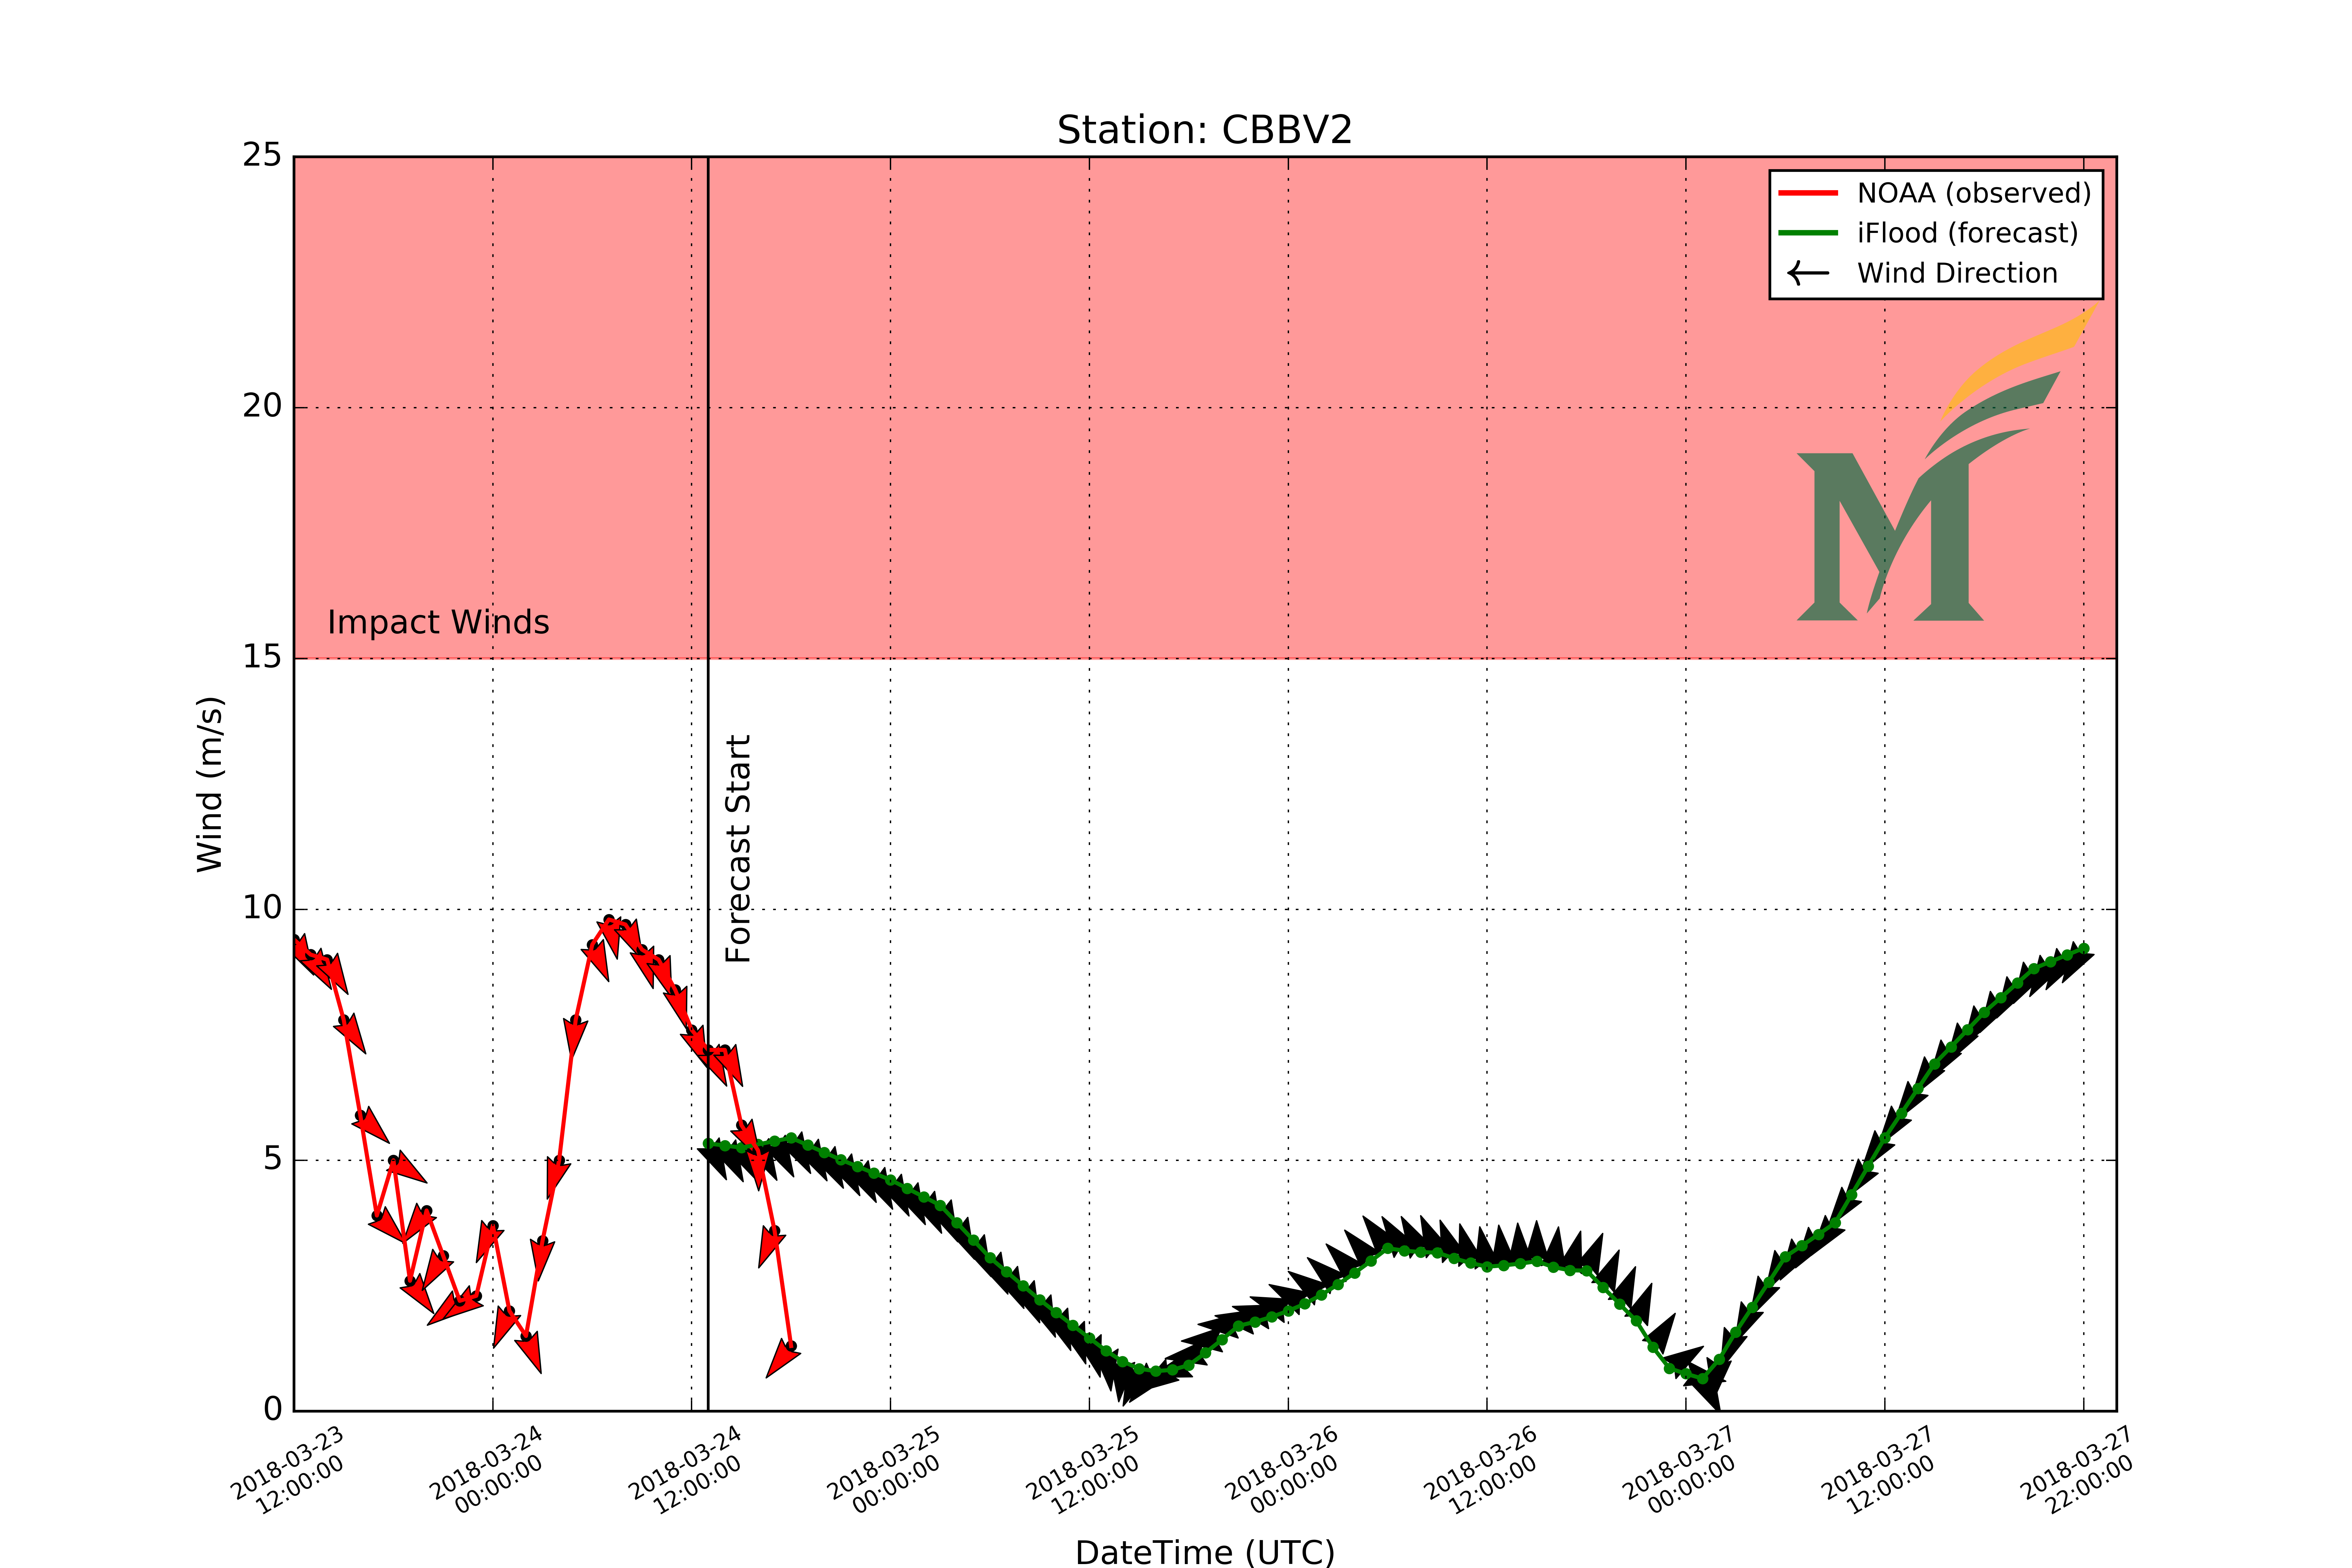 Station: CBBV2
25
20
15
10
5
0
Wind (m/s)
NOAA (observed)
iFlood (forecast)
Wind Direction
M
Impact Winds
Forecast Start
2018-03-23
12:00:00
2018-03-24
00:00:00
2018-03-24
12:00:00
2018-03-25
00:00:00
2018-03-25
12:00:00
2018-03-26
00:00:00
2018-03-26
12:00:00
2018-03-27
00:00:00
2018-03-27
12:00:00
2018-03-27
22:00:00
DateTime (UTC)